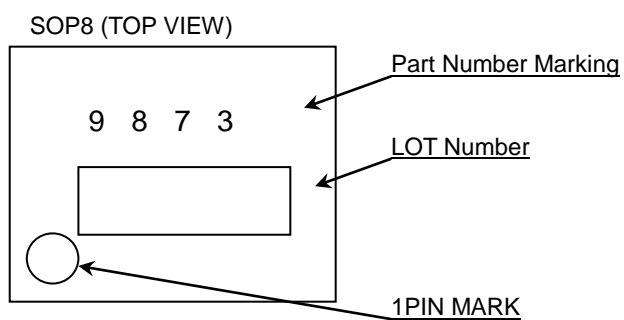 SOP8 (TOP VIEW)
Part Number Marking
9 8 7 3
LOT Number
1PIN MARK